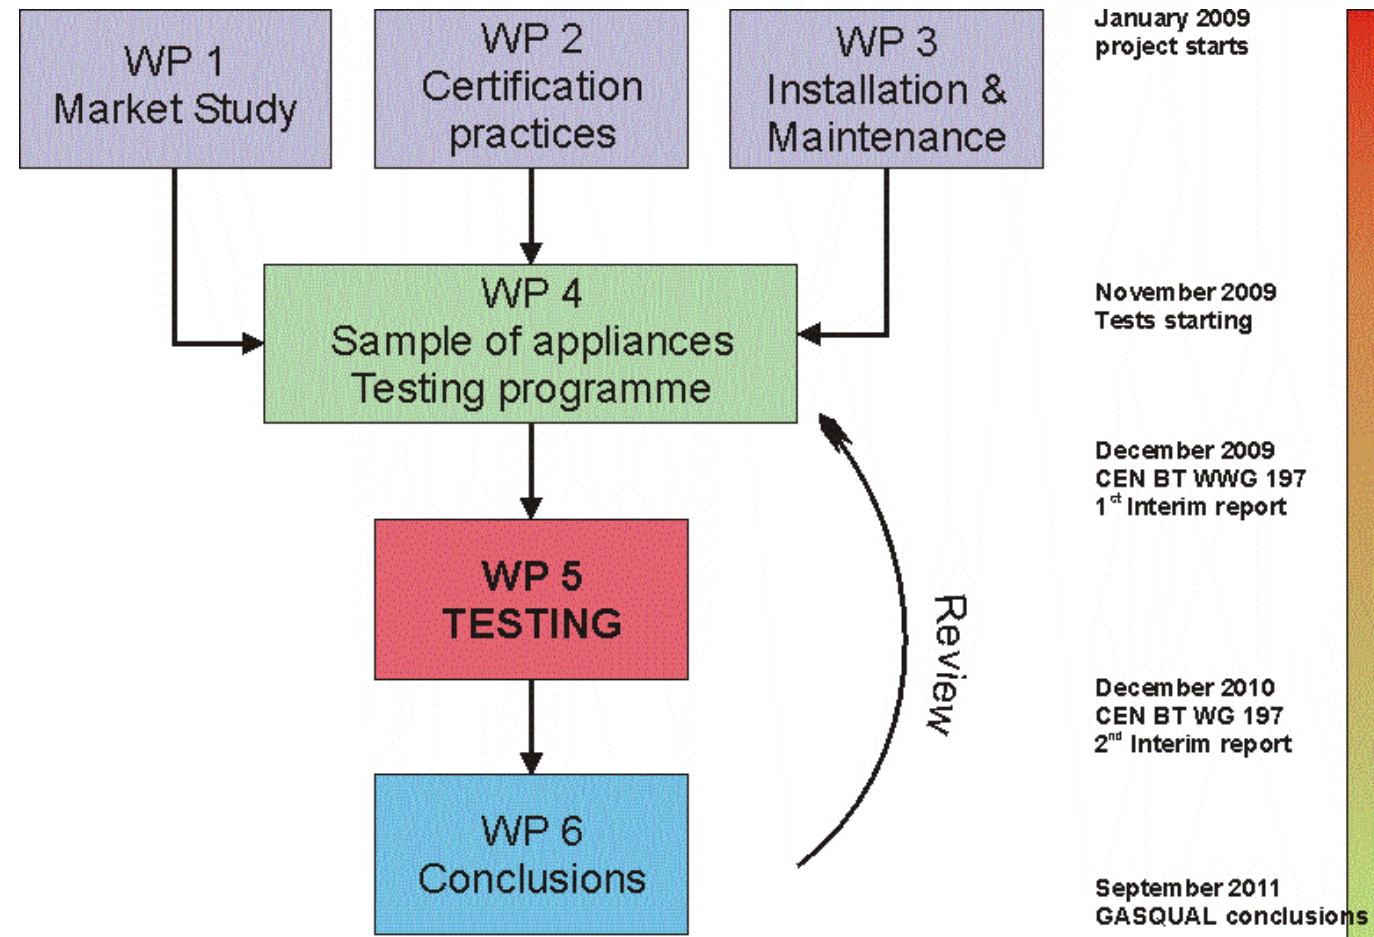 WP 1
Market Study
WP 2
Certification
practices
WP 3
Installation &
Maintenance
WP 4
Sample of appliances
Testing programme
WP 5
TESTING
WP 6
Conclusions
Review
January 2009
project starts
November 2009
Tests starting
December 2009
CEN BT WWG 197
1ct Interim report
December 2010
CEN BT WG 197
2nd Interim report
September 2011
GASQUAL conclusions